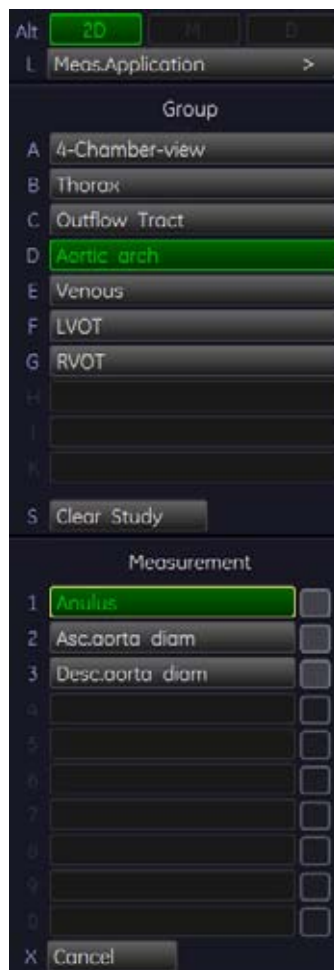 Alt 2D M D
L Meas.Application >
Group
A 4-Chamber-view
B Thorax
C Outflow Tract
D Aortic arch
E Venous
F LVOT
G RVOT
H
I
K
S Clear Study
Measurement
1 Anulus
2 Asc.aorta diam
3 Desc.aorta diam
4
5
6
7
8
9
0
X Cancel